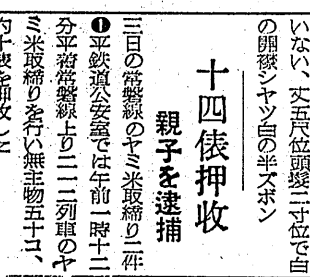 いない、丈五尺位頭髪二寸位で白
の開襟シヤツ白の半ズボン
十四俵押收
親子を逮捕
三日の常磐線のヤミ米取締り二件
❶平鉄道公安室では午前一時十二
分平着常磐線上り二一二列車のヤ
ミ米取締りを行い無主物五十コ、